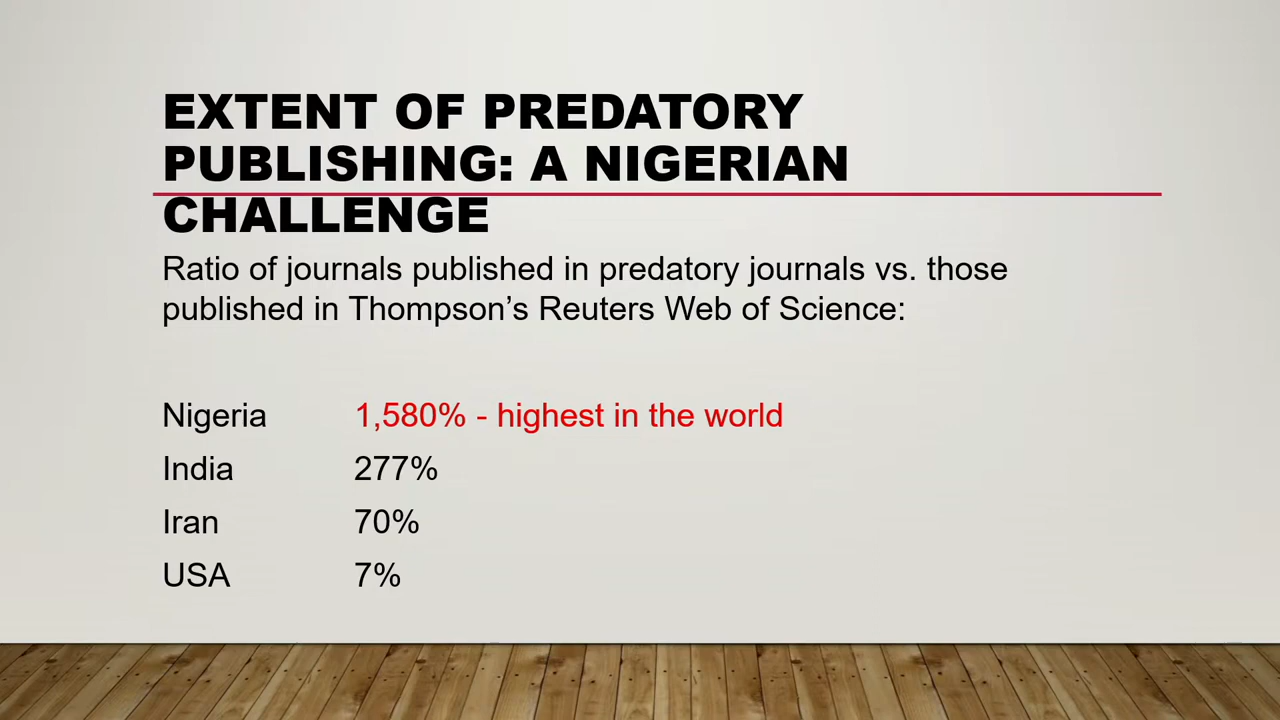 EXTENT OF PREDATORY
PUBLISHING: A NIGERIAN
CHALLENGE
Ratio of journals published in predatory journals vs. those
published in Thompson’s Reuters Web of Science:
Nigeria 1,580% - highest in the world
India 277%
Iran 70%
USA 7%